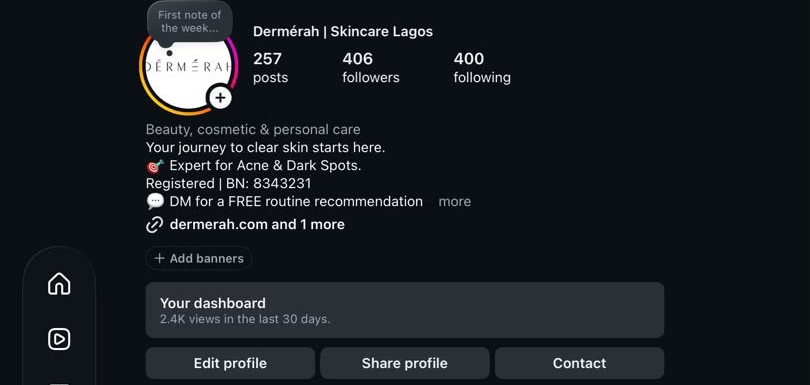 First note of
the week...
DÉRMÉRAH
Dermérah | Skincare Lagos
257
posts
406
followers
400
following
Beauty, cosmetic & personal care
Your journey to clear skin starts here.
🎯 Expert for Acne & Dark Spots.
Registered | BN: 8343231
💬 DM for a FREE routine recommendation more
dermerah.com and 1 more
+ Add banners
Your dashboard
2.4K views in the last 30 days.
Edit profile
Share profile
Contact